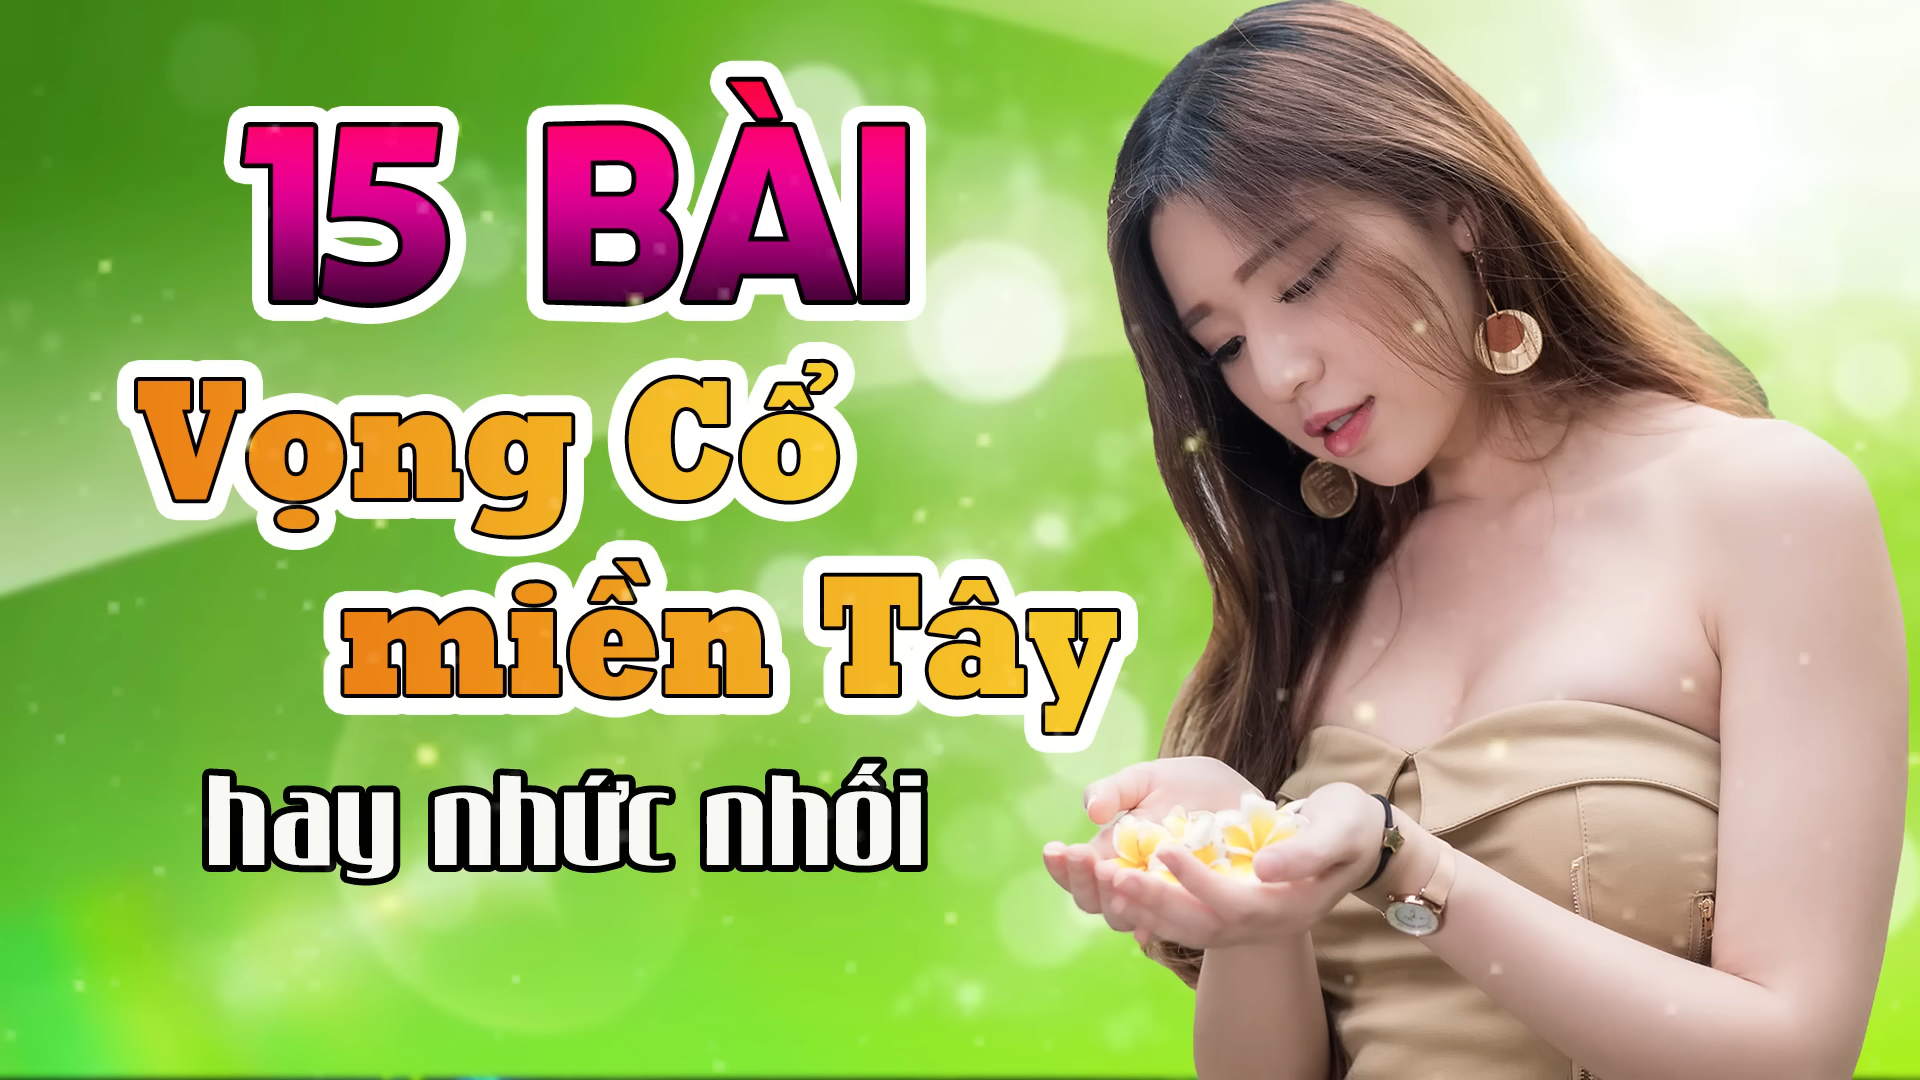 15 BÀI
Vọng Cổ
miền Tây
hay nhức nhối